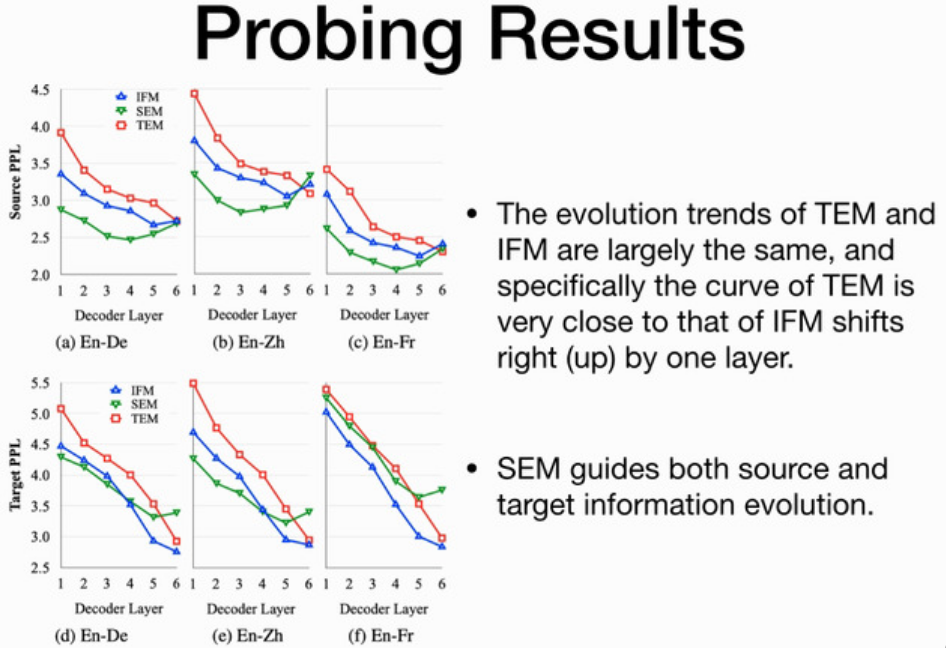 Probing Results
4.5
4.0
3.5
3.0
2.5
2.0
Source PPL
IFM
SEM
TEM
1 2 3 4 5 6
Decoder Layer
(a) En-De
1 2 3 4 5 6
Decoder Layer
(b) En-Zh
1 2 3 4 5 6
Decoder Layer
(c) En-Fr
5.5
5.0
4.5
4.0
3.5
3.0
2.5
Target PPL
IFM
SEM
TEM
1 2 3 4 5 6
Decoder Layer
(d) En-De
1 2 3 4 5 6
Decoder Layer
(e) En-Zh
1 2 3 4 5 6
Decoder Layer
(f) En-Fr
• The evolution trends of TEM and
IFM are largely the same, and
specifically the curve of TEM is
very close to that of IFM shifts
right (up) by one layer.
• SEM guides both source and
target information evolution.